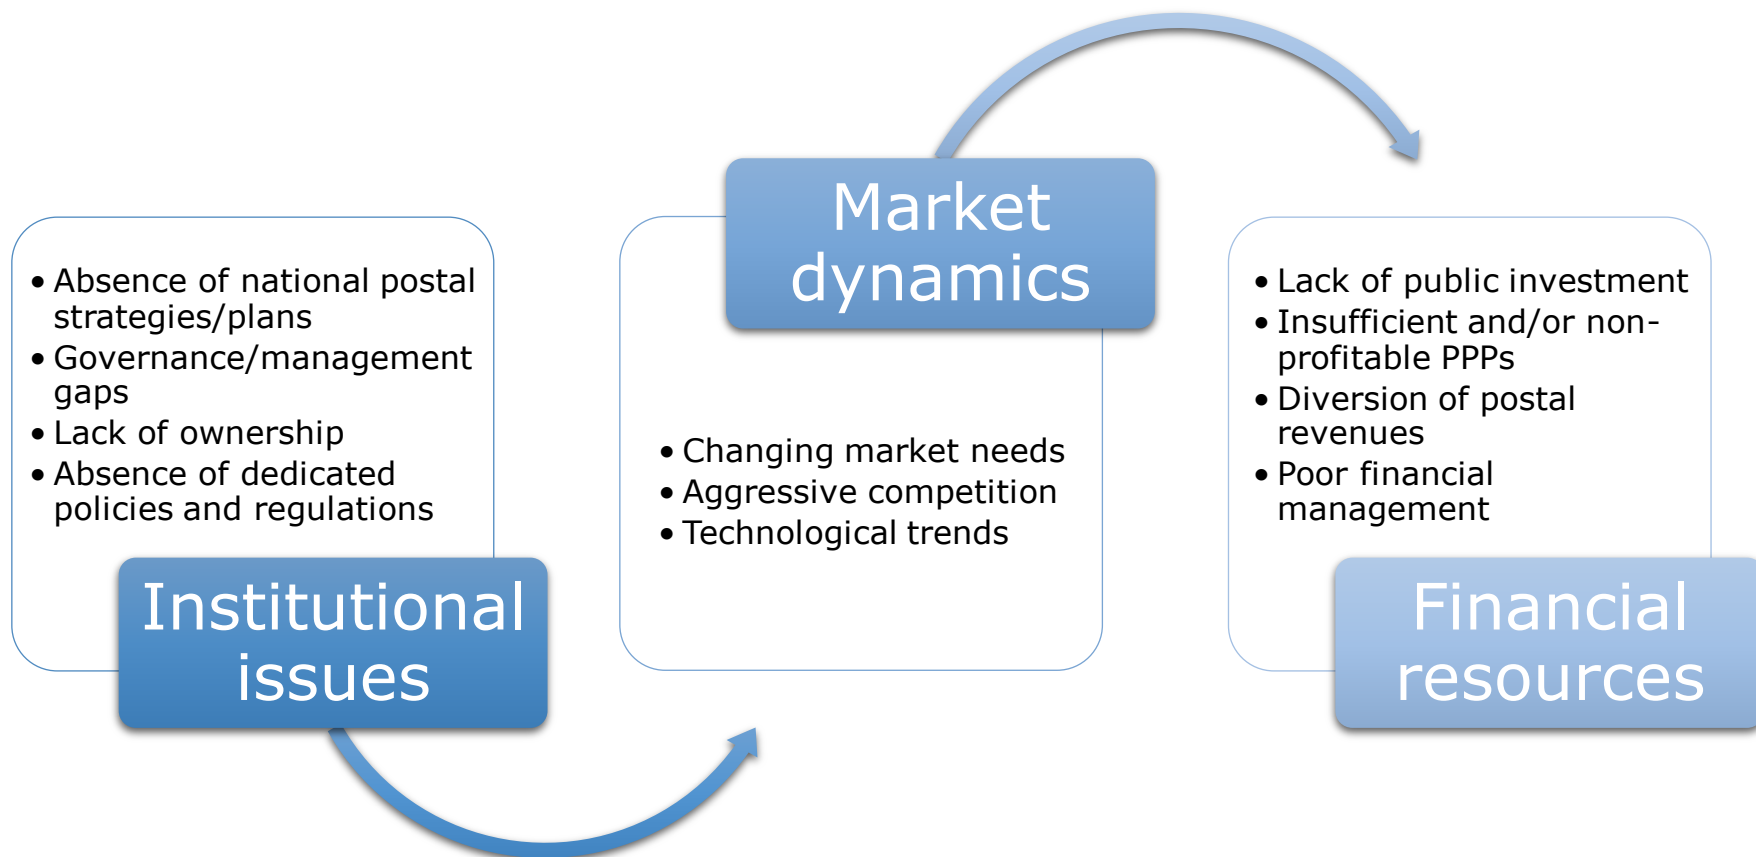 • Absence of national postal
strategies/plans
• Governance/management
gaps
• Lack of ownership
• Absence of dedicated
policies and regulations
Institutional
issues
Market
dynamics
• Changing market needs
• Aggressive competition
• Technological trends
• Lack of public investment
• Insufficient and/or non-
profitable PPPs
• Diversion of postal
revenues
• Poor financial
management
Financial
resources